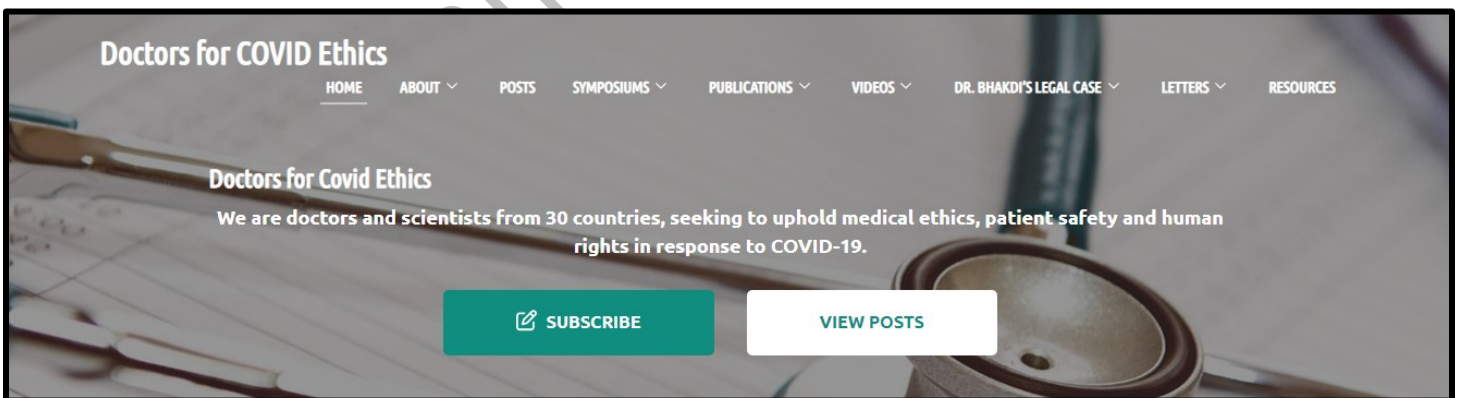 Doctors for COVID Ethics
HOME ABOUT POSTS SYMPOSIUMS PUBLICATIONS VIDEOS DR. BHAKDI'S LEGAL CASE LETTERS RESOURCES
Doctors for Covid Ethics
We are doctors and scientists from 30 countries, seeking to uphold medical ethics, patient safety and human
rights in response to COVID-19.
SUBSCRIBE VIEW POSTS